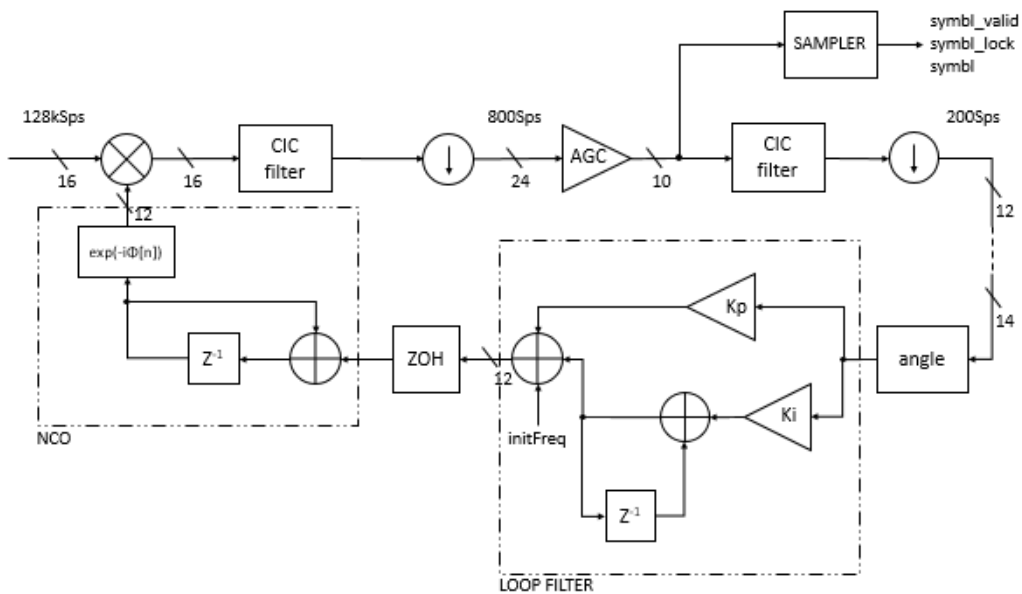 symbl_valid
SAMPLER
symbl_lock
symbl
128kSps
800Sps
200Sps
CIC
filter
AGC
CIC
filter
16
16
24
10
12
12
exp(-iΦ[n])
14
Kp
Z-1
ZOH
12
angle
Ki
NCO
initFreq
Z-1
LOOP FILTER